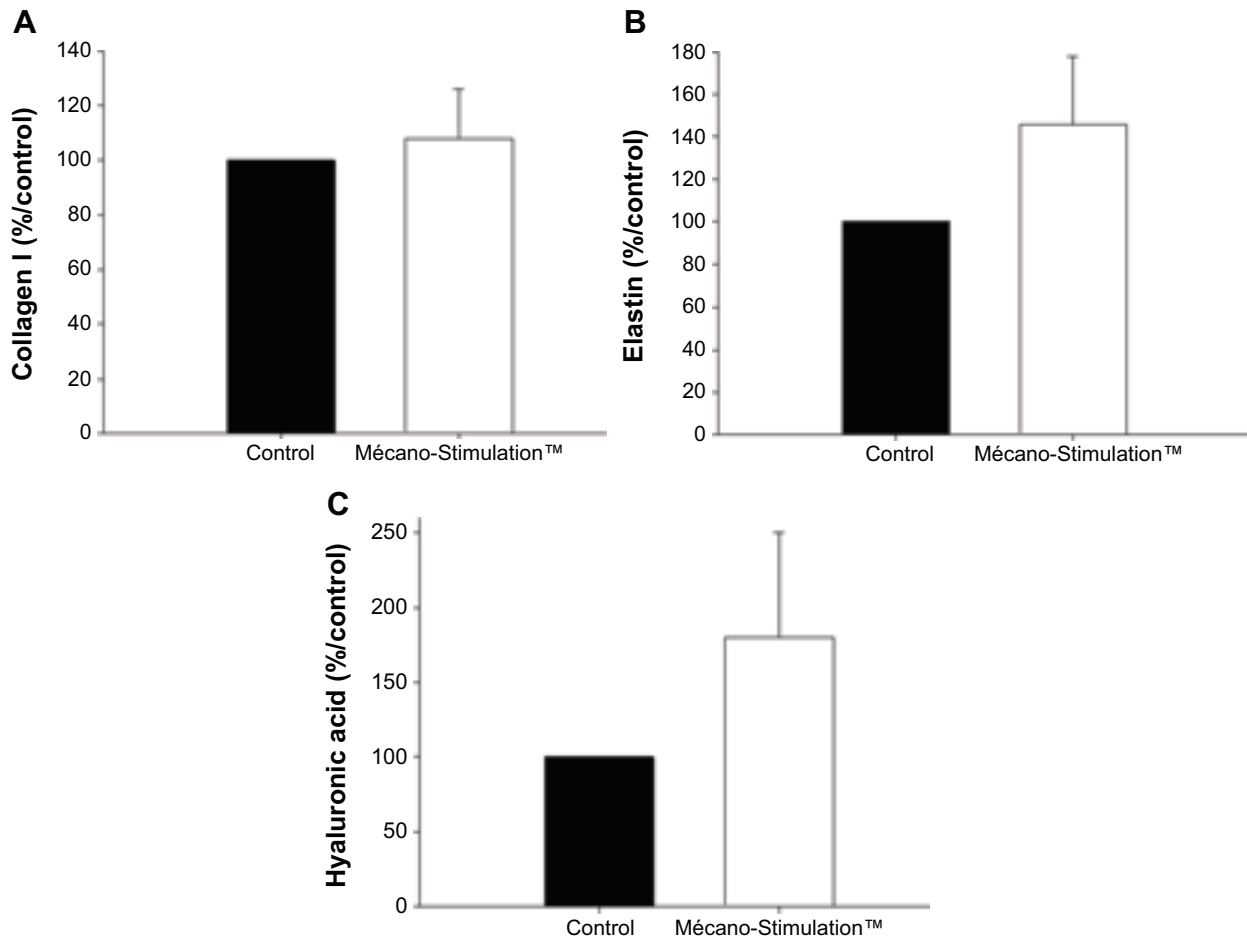 A
Collagen I (%/control)
140
120
100
80
60
40
20
0
Control
Mécano-Stimulation™
B
Elastin (%/control)
180
160
140
120
100
80
60
40
20
0
Control
Mécano-Stimulation™
C
Hyaluronic acid (%/control)
250
200
150
100
50
0
Control
Mécano-Stimulation™